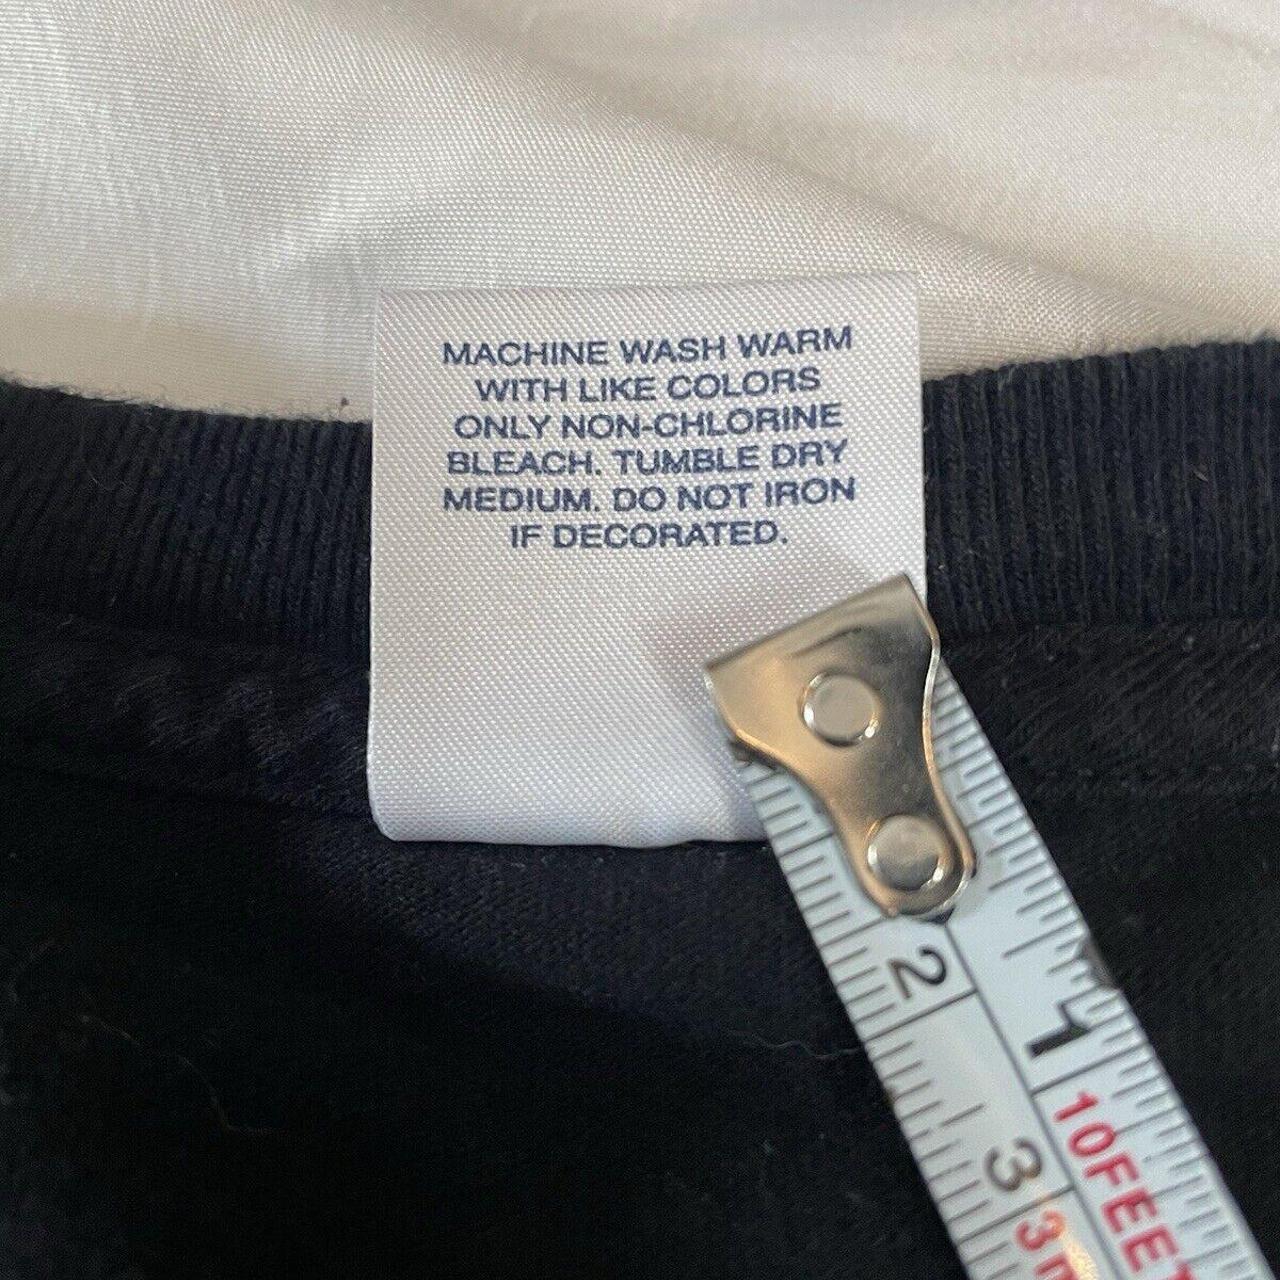 MACHINE WASH WARM
WITH LIKE COLORS
ONLY NON-CHLORINE
BLEACH. TUMBLE DRY
MEDIUM. DO NOT IRON
IF DECORATED.
2
1
10FEET
3
3m